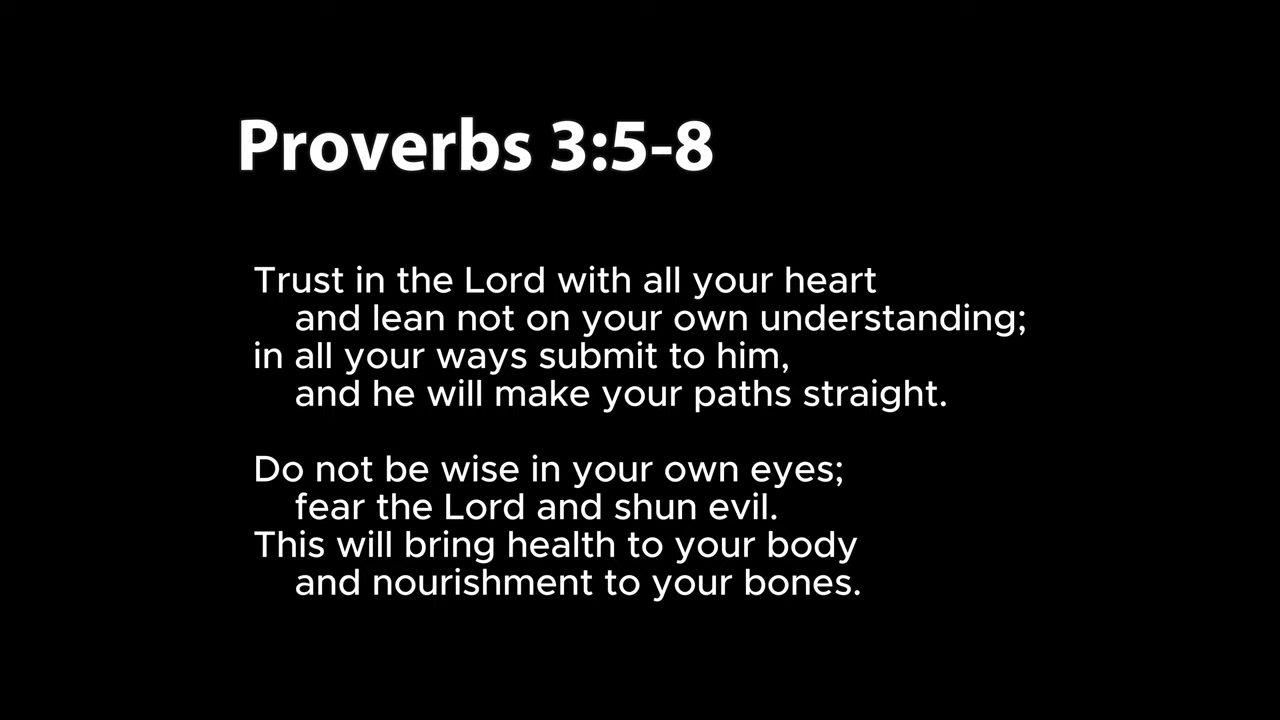 Proverbs 3:5-8
Trust in the Lord with all your heart
and lean not on your own understanding;
in all your ways submit to him,
and he will make your paths straight.
Do not be wise in your own eyes;
fear the Lord and shun evil.
This will bring health to your body
and nourishment to your bones.